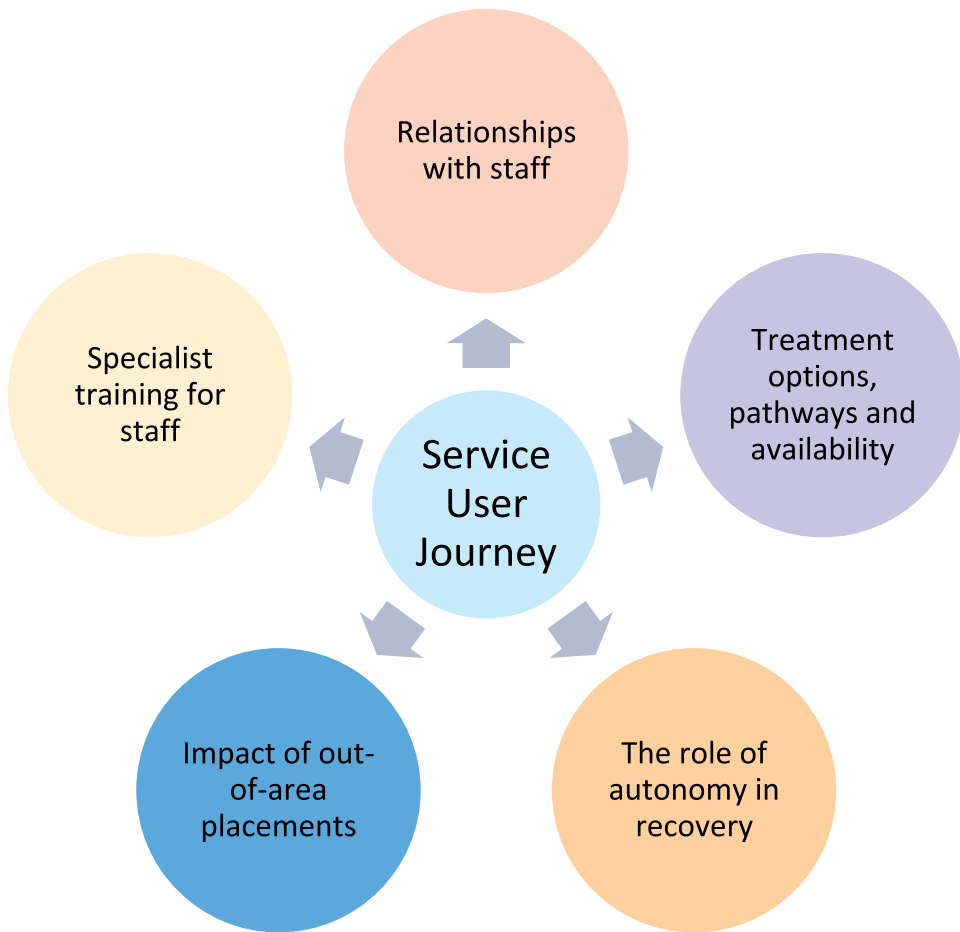 Relationships
with staff
Treatment
options,
pathways and
availability
The role of
autonomy in
recovery
Impact of out-
of-area
placements
Specialist
training for
staff
Service
User
Journey